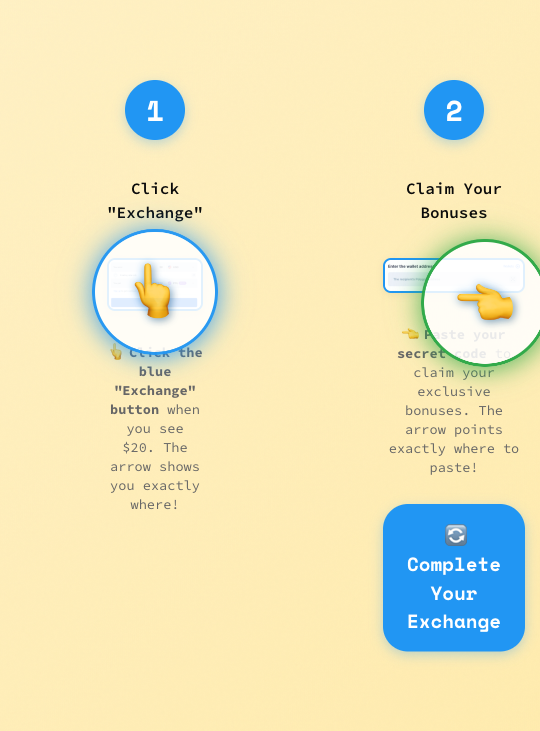 1
Click
"Exchange"
Click the
blue
"Exchange"
button when
you see
$20. The
arrow shows
you exactly
where!
2
Claim Your
Bonuses
Enter the wallet address
Paste your
secret code to
claim your
exclusive
bonuses. The
arrow points
exactly where to
paste!
Complete
Your
Exchange